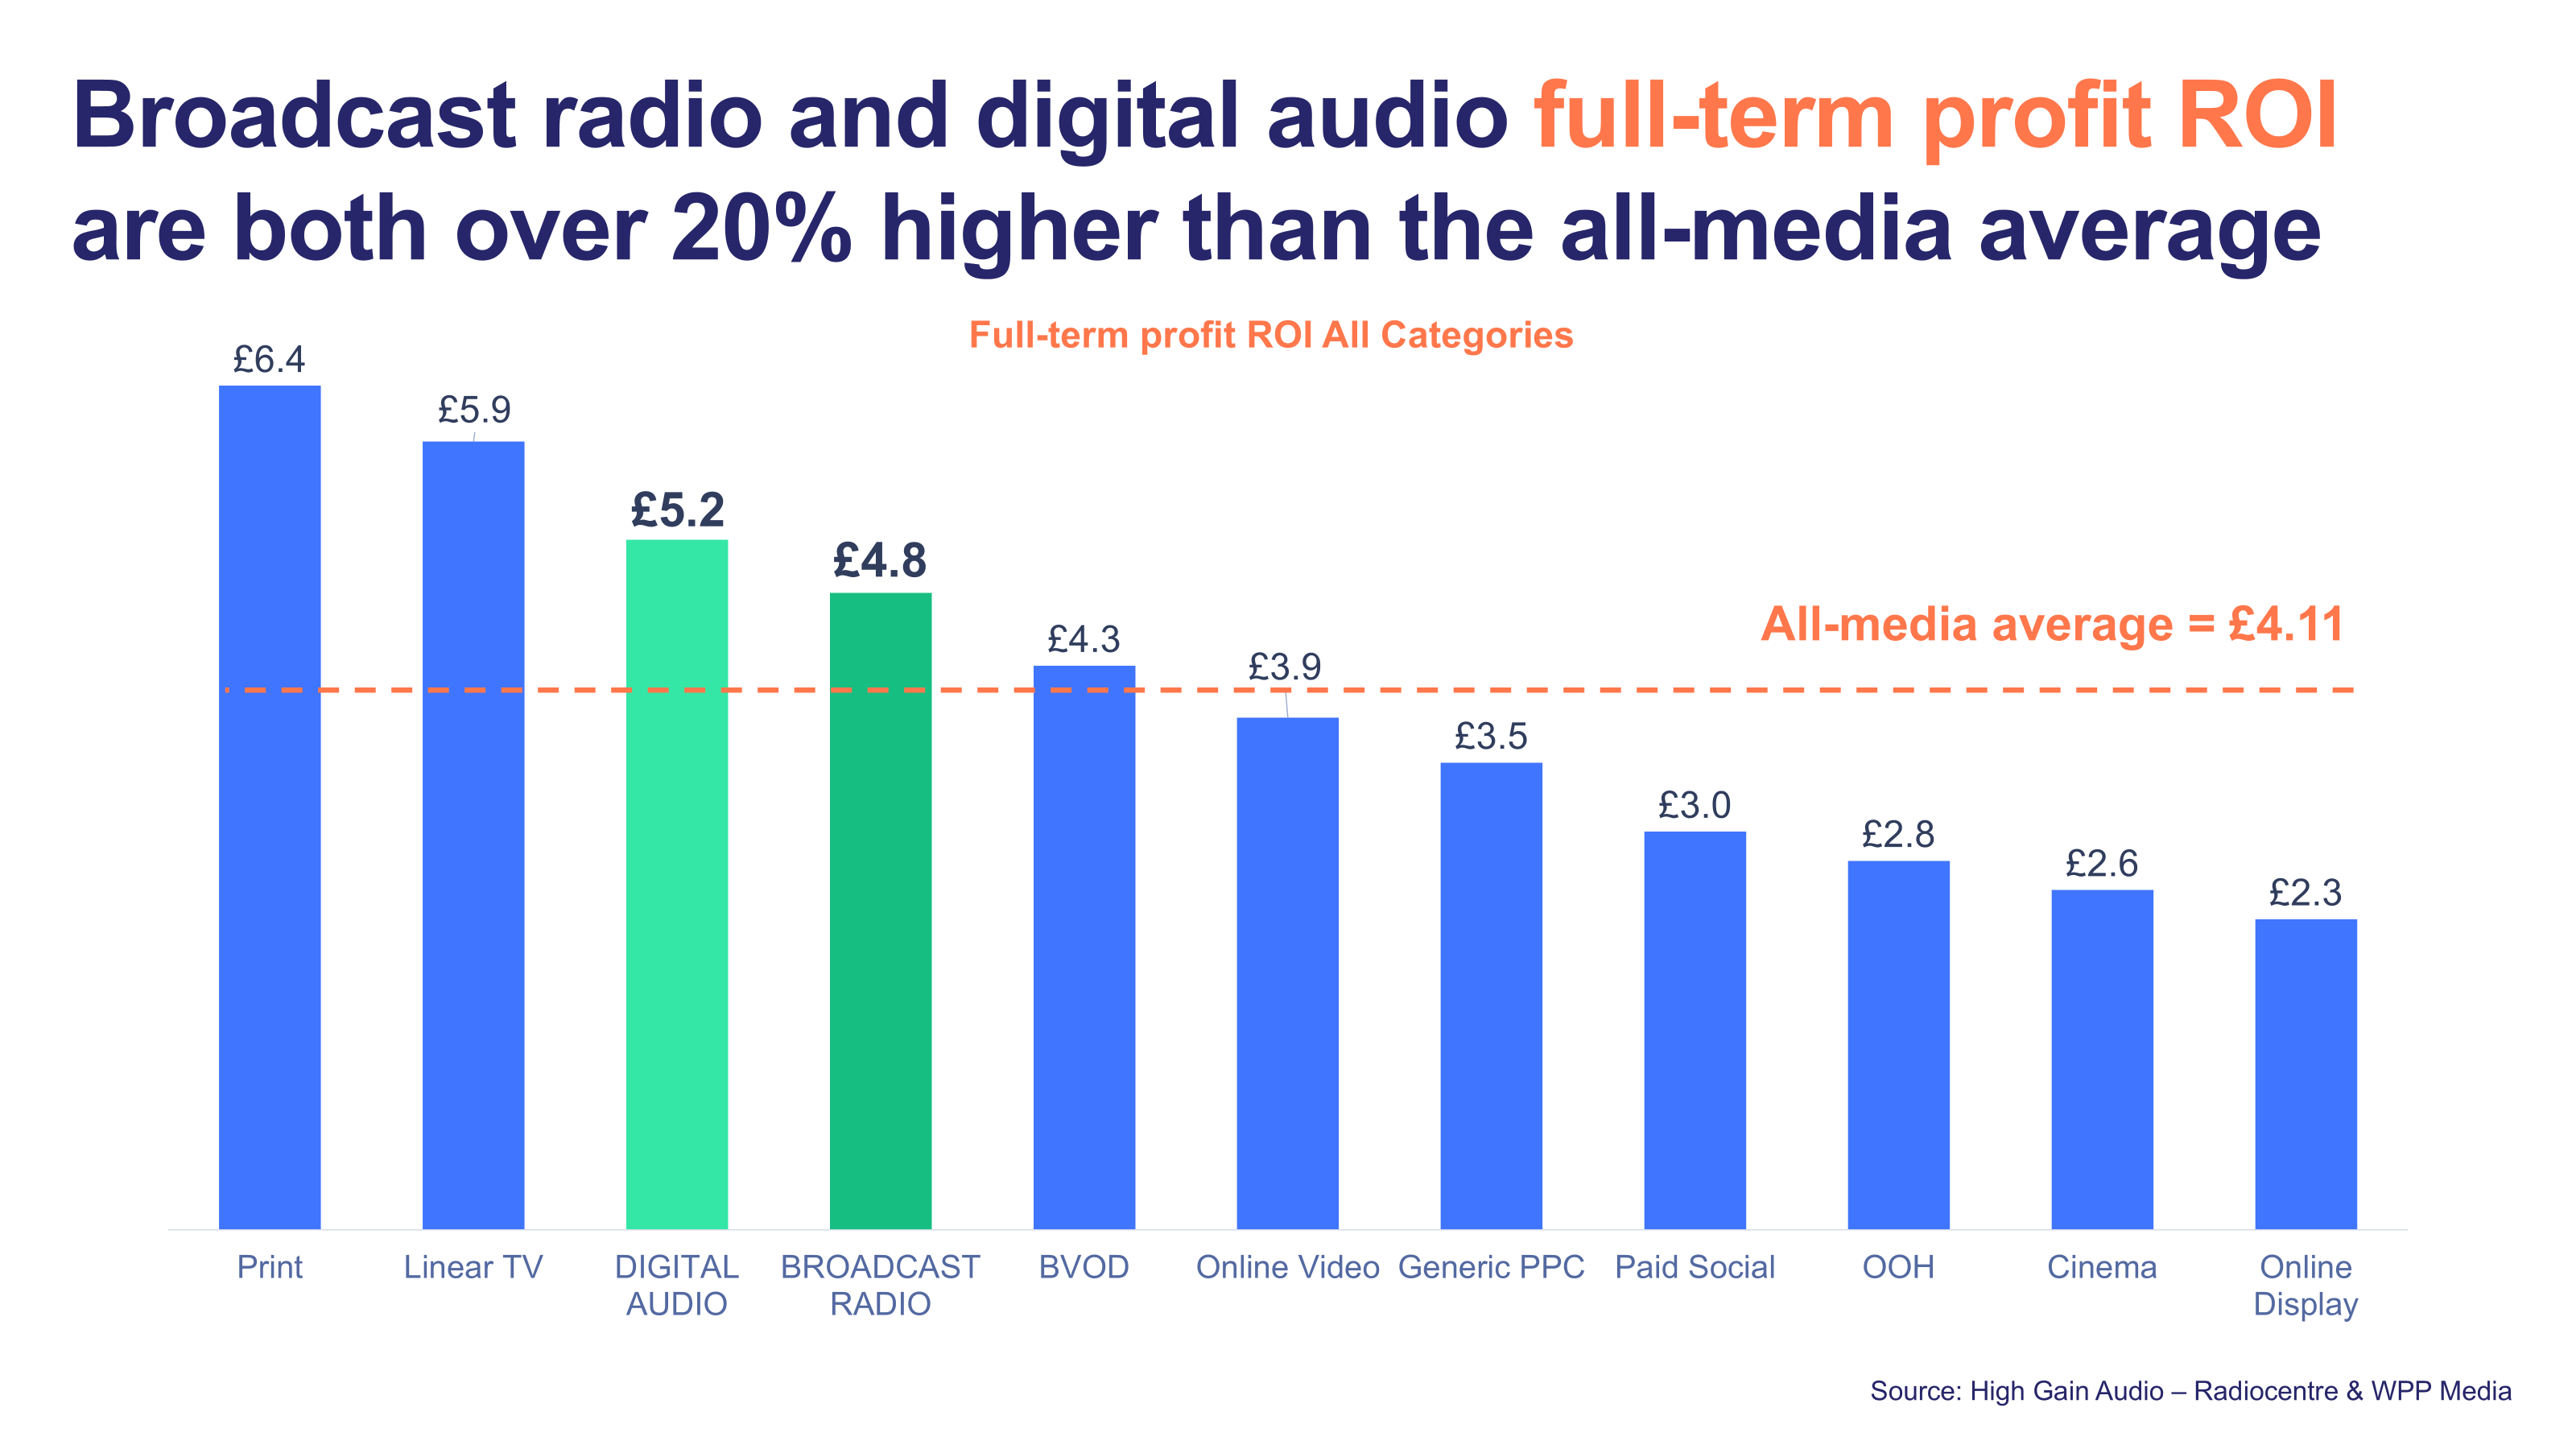 Broadcast radio and digital audio full-term profit ROI
are both over 20% higher than the all-media average
Full-term profit ROI All Categories
£6.4
£5.9
£5.2
£4.8
£4.3
£3.9
£3.5
£3.0
£2.8
£2.6
£2.3
All-media average = £4.11
Print
Linear TV
DIGITAL
AUDIO
BROADCAST
RADIO
BVOD
Online Video
Generic PPC
Paid Social
OOH
Cinema
Online
Display
Source: High Gain Audio – Radiocentre & WPP Media